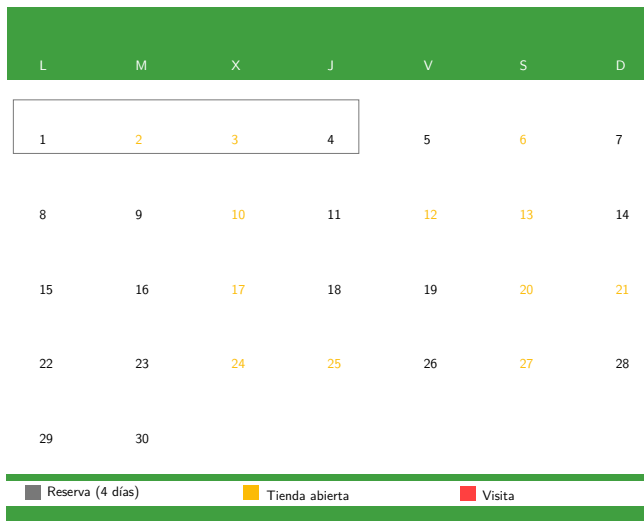 L M X J V S D
1 2 3 4 5 6 7
8 9 10 11 12 13 14
15 16 17 18 19 20 21
22 23 24 25 26 27 28
29 30
Reserva (4 días) Tienda abierta Visita